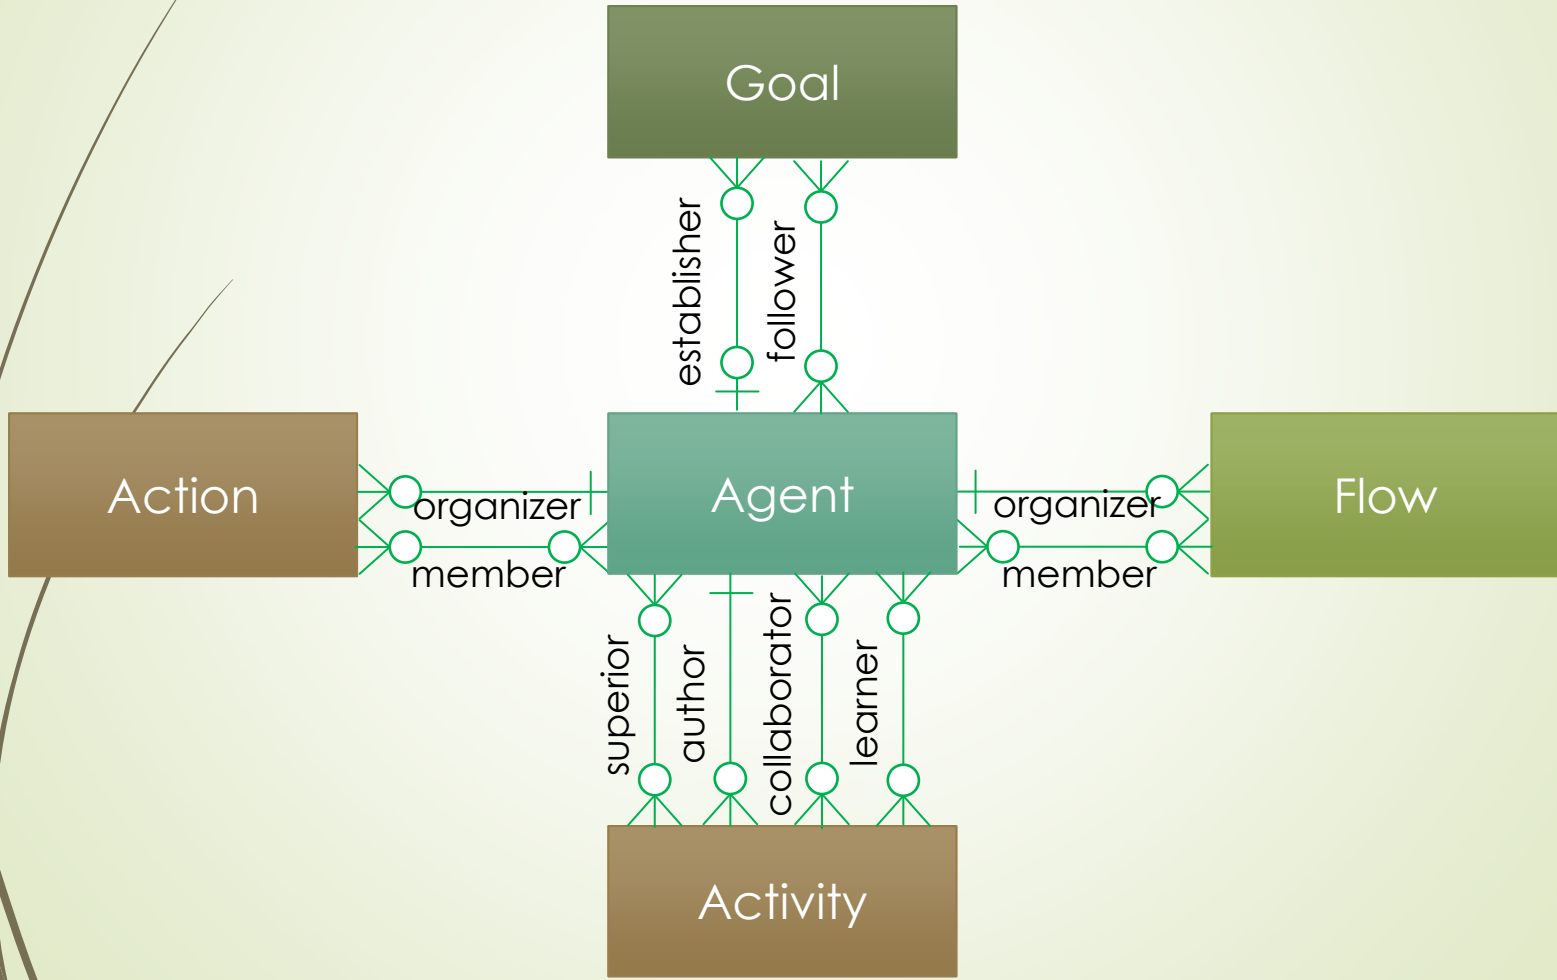 Goal
establisher
follower
Action
organizer
member
Agent
organizer
member
Flow
superior
author
collaborator
learner
Activity